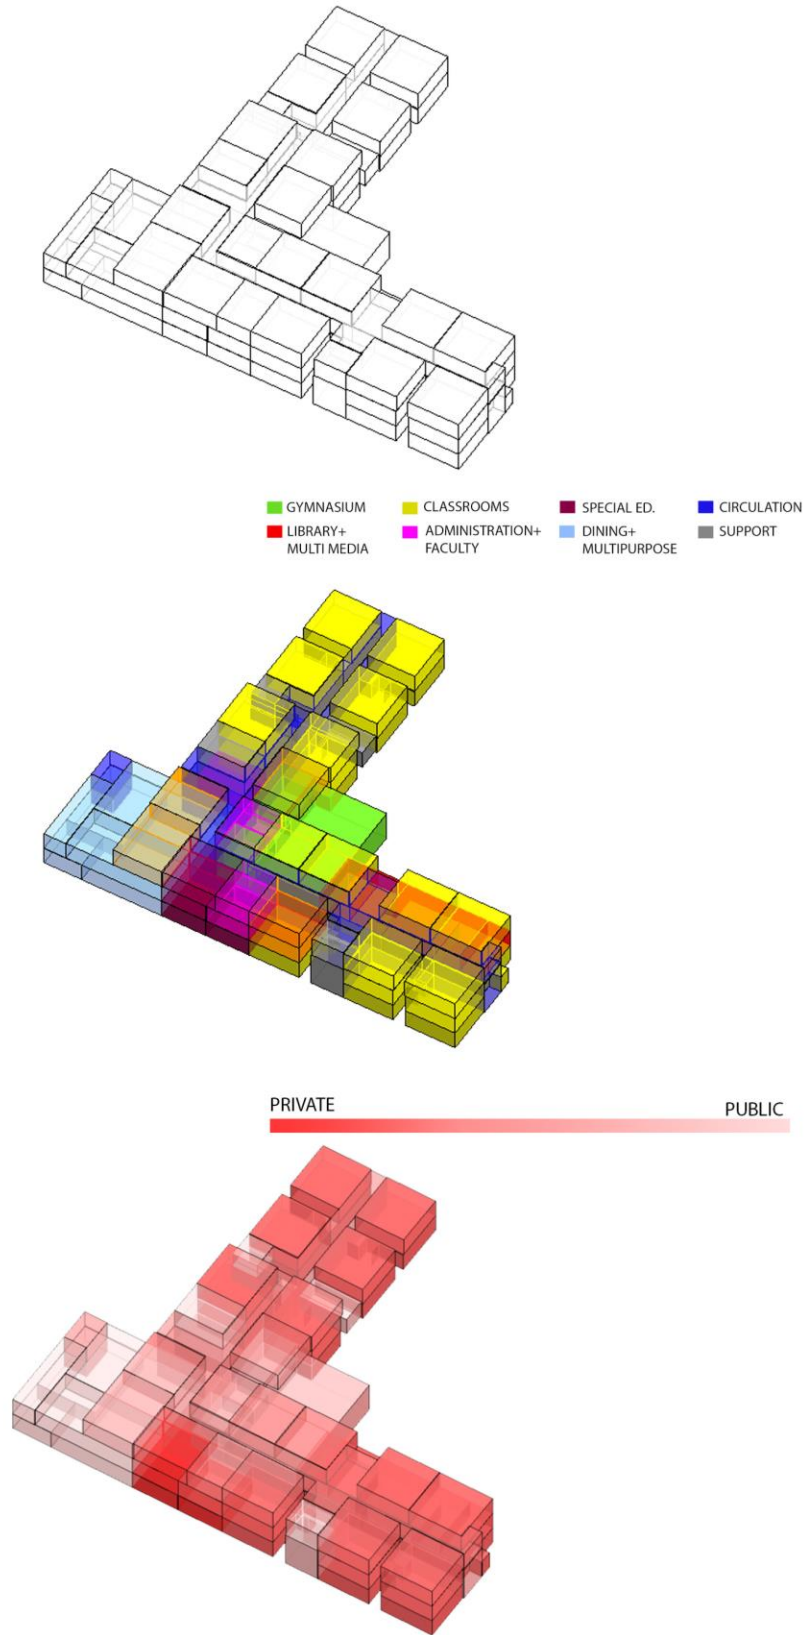 GYMNASIUM CLASSROOMS SPECIAL ED. CIRCULATION
LIBRARY+ ADMINISTRATION+ DINING+ SUPPORT
MULTI MEDIA FACULTY MULTIPURPOSE
PRIVATE PUBLIC